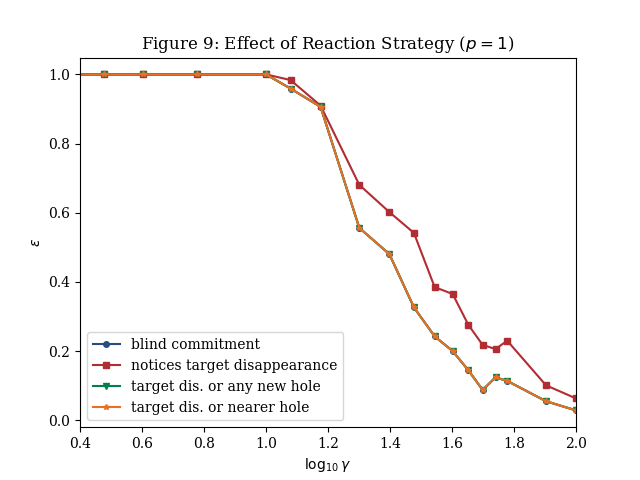 Figure 9: Effect of Reaction Strategy (p = 1)
1.0
0.8
0.6
0.4
0.2
0.0
ε
blind commitment
notices target disappearance
target dis. or any new hole
target dis. or nearer hole
0.4 0.6 0.8 1.0 1.2 1.4 1.6 1.8 2.0
log₁₀ γ